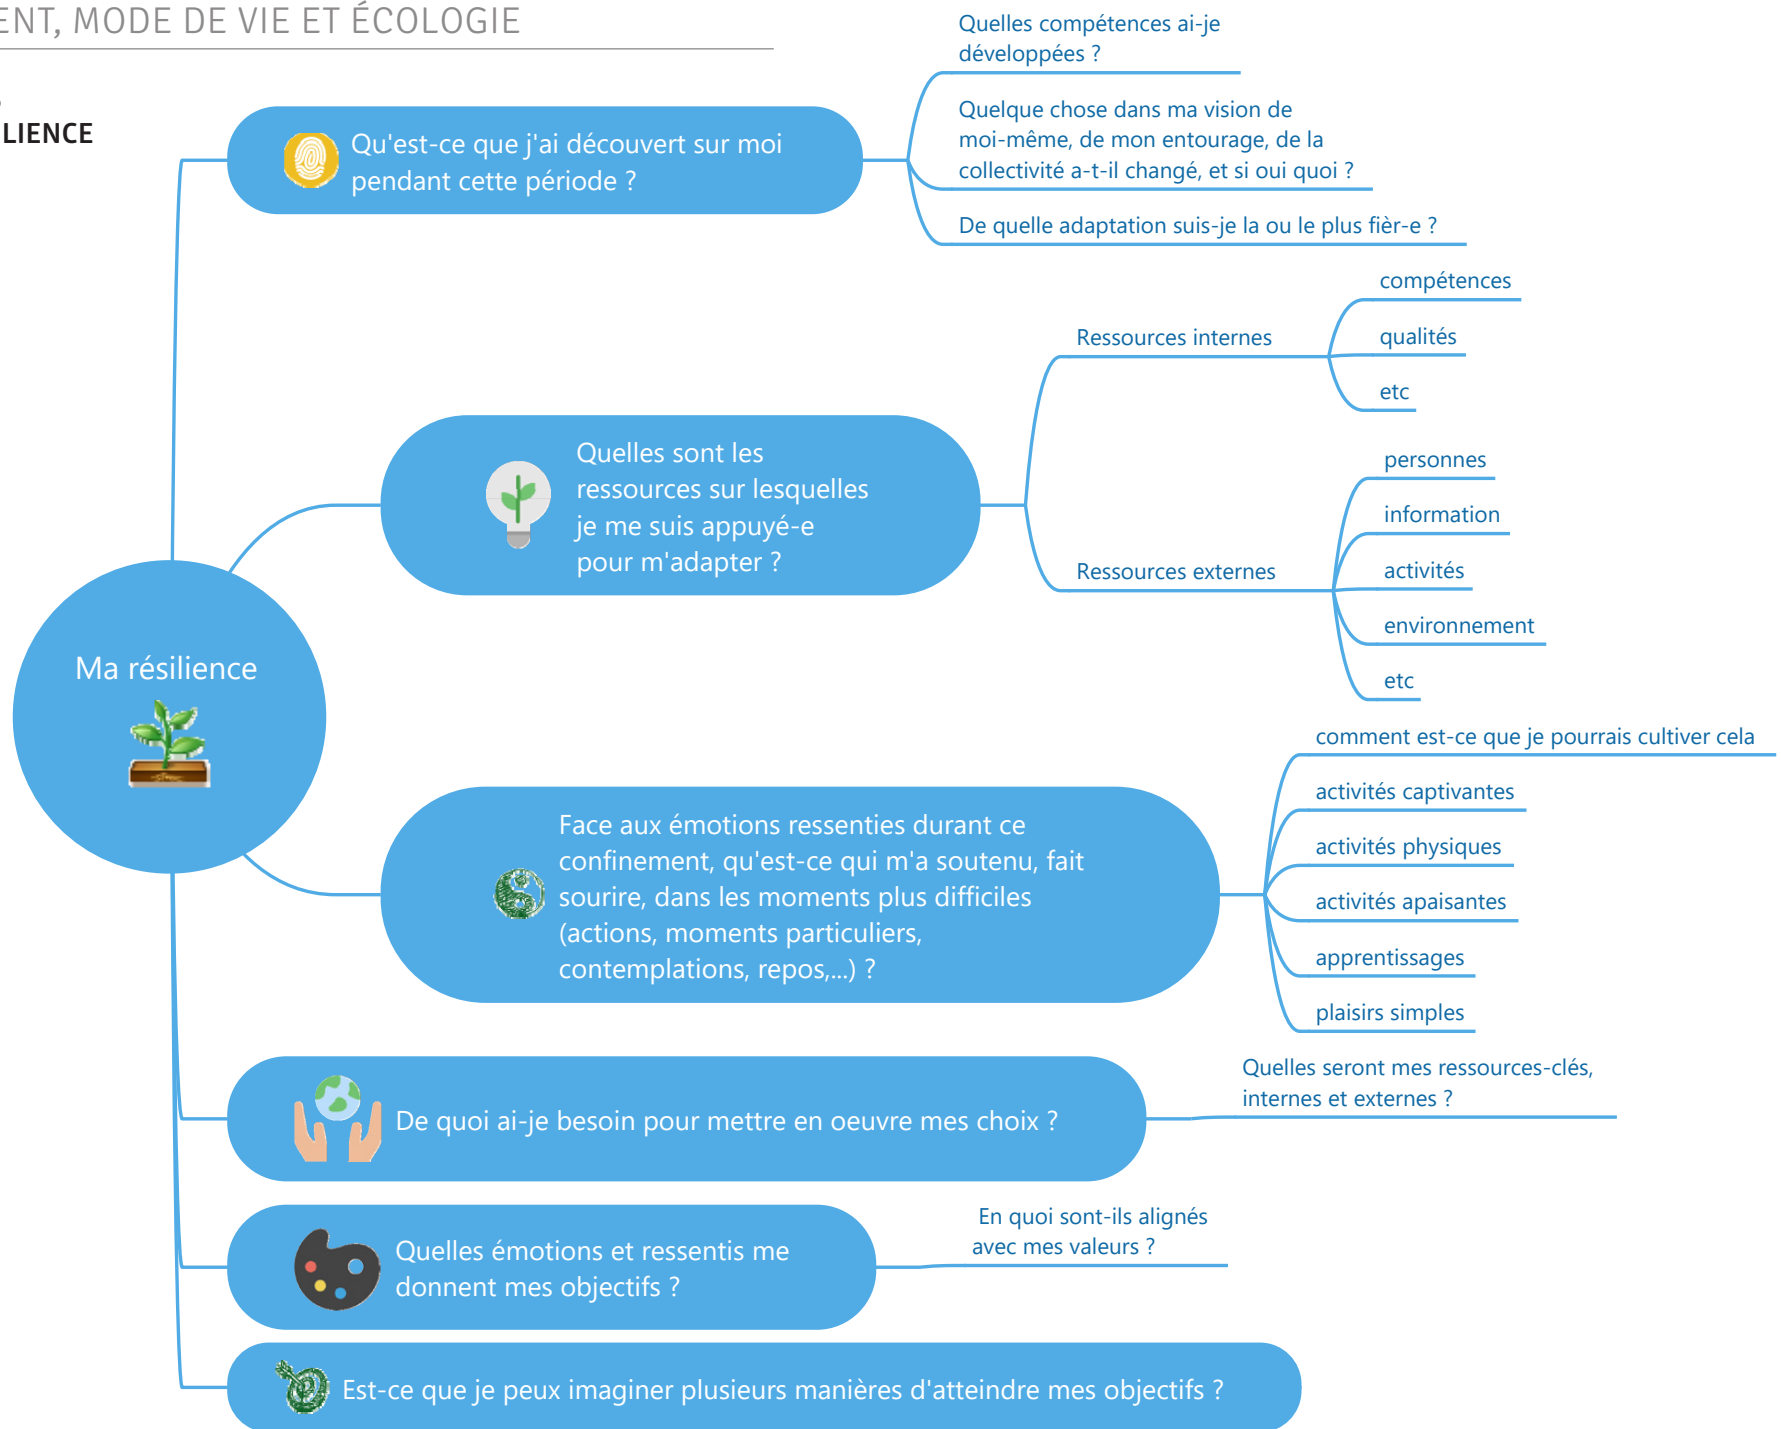 MODE DE VIE ET ÉCOLOGIE
Qu'est-ce que j'ai découvert sur moi
pendant cette période ?
Quelles compétences ai-je
développées ?
Quelque chose dans ma vision de
moi-même, de mon entourage, de la
collectivité a-t-il changé, et si oui quoi ?
De quelle adaptation suis-je la ou le plus fièr-e ?
Quelles sont les
ressources sur lesquelles
je me suis appuyé-e
pour m'adapter ?
Ressources internes
compétences
qualités
etc
Ressources externes
personnes
information
activités
environnement
etc
Ma résilience
Face aux émotions ressenties durant ce
confinement, qu'est-ce qui m'a soutenu, fait
sourire, dans les moments plus difficiles
(actions, moments particuliers,
contemplations, repos,...) ?
comment est-ce que je pourrais cultiver cela
activités captivantes
activités physiques
activités apaisantes
apprentissages
plaisirs simples
De quoi ai-je besoin pour mettre en oeuvre mes choix ?
Quelles seront mes ressources-clés,
internes et externes ?
Quelles émotions et ressentis me
donnent mes objectifs ?
En quoi sont-ils alignés
avec mes valeurs ?
Est-ce que je peux imaginer plusieurs manières d'atteindre mes objectifs ?